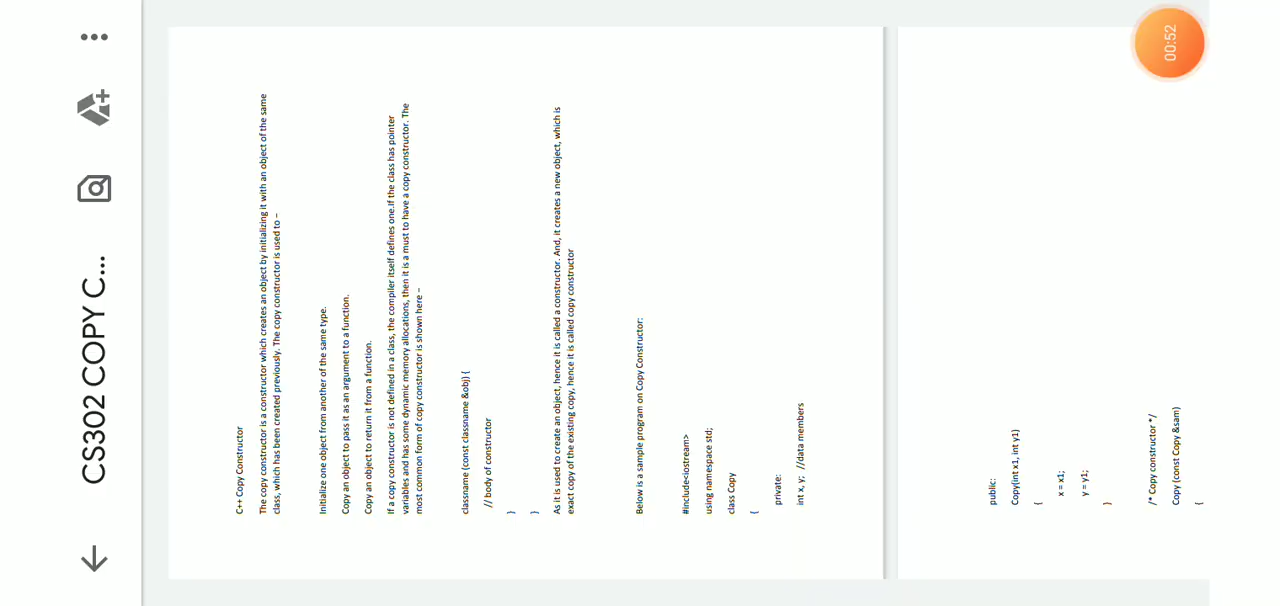 CS302 COPY C...
00:52
C++ Copy Constructor
The copy constructor is a constructor which creates an object by initializing it with an object of the same
class, which has been created previously. The copy constructor is used to –
Initialize one object from another of the same type.
Copy an object to pass it as an argument to a function.
Copy an object to return it from a function.
If a copy constructor is not defined in a class, the compiler itself defines one.If the class has pointer
variables and has some dynamic memory allocations, then it is a must to have a copy constructor. The
most common form of copy constructor is shown here –
classname (const classname &obj) {
// body of constructor
}
}
As it is used to create an object, hence it is called a constructor. And, it creates a new object, which is
exact copy of the existing copy, hence it is called copy constructor
Below is a sample program on Copy Constructor:
#include<iostream>
using namespace std;
class Copy
{
private:
int x, y; //data members
public:
Copy(int x1, int y1)
{
x = x1;
y = y1;
}
/* Copy constructor */
Copy (const Copy &sam)
{